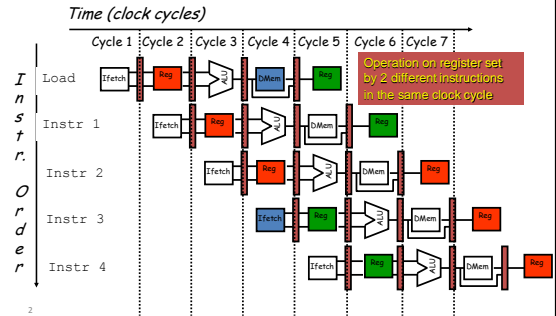 Time (clock cycles)
Cycle 1 Cycle 2 Cycle 3 Cycle 4 Cycle 5 Cycle 6 Cycle 7
Operation on register set
by 2 different instructions
in the same clock cycle
Instr. Order
Load Ifetch Reg ALU DMem Reg
Instr 1 Ifetch Reg ALU DMem Reg
Instr 2 Ifetch Reg ALU DMem Reg
Instr 3 Ifetch Reg ALU DMem Reg
Instr 4 Ifetch Reg ALU DMem Reg
2